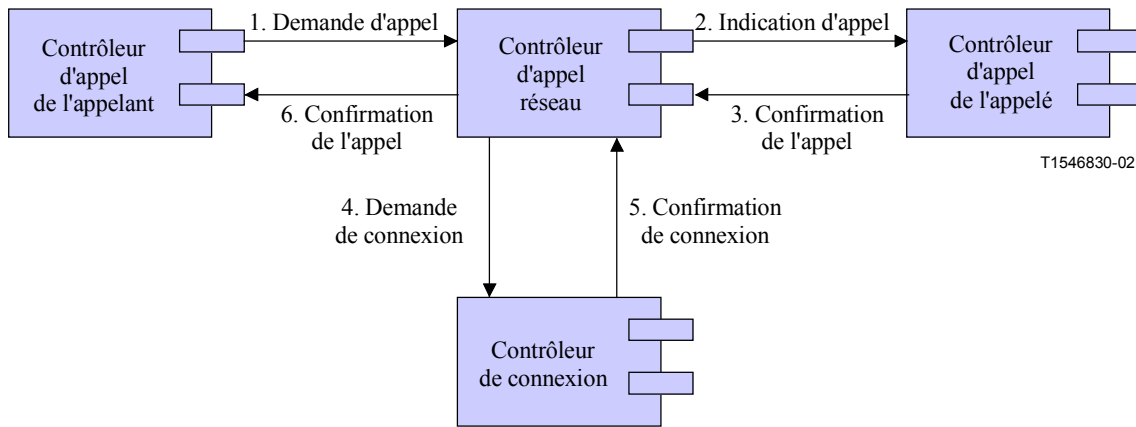 1. Demande d'appel
2. Indication d'appel
Contrôleur
d'appel
de l'appelant
Contrôleur
d'appel
réseau
Contrôleur
d'appel
de l'appelé
6. Confirmation
de l'appel
3. Confirmation
de l'appel
T1546830-02
4. Demande
de connexion
5. Confirmation
de connexion
Contrôleur
de connexion